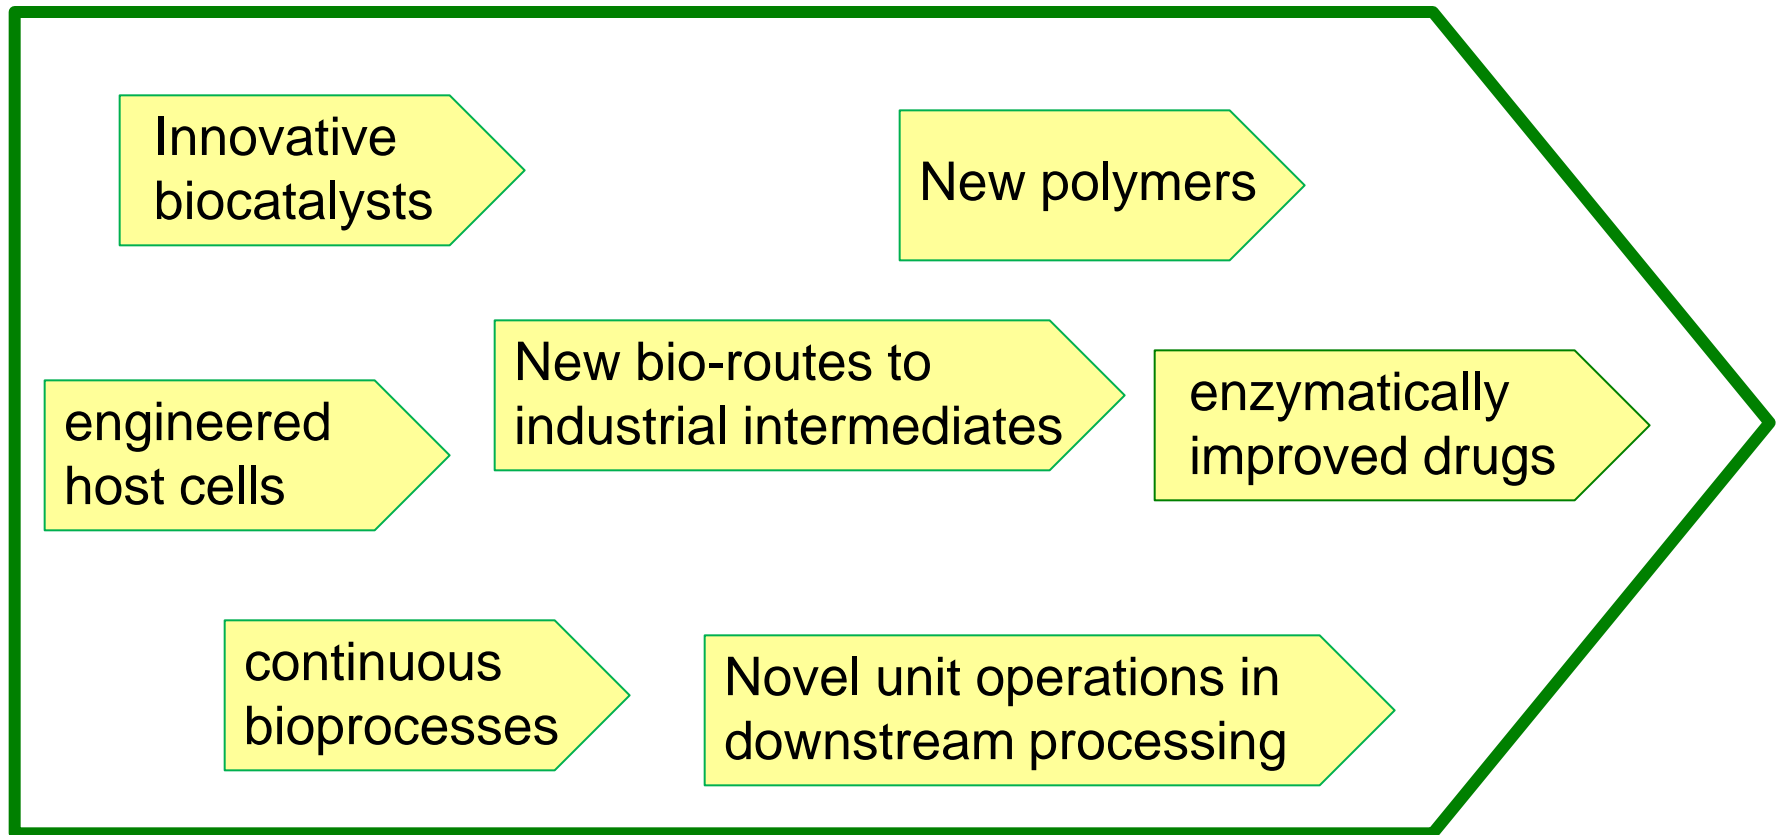 Innovative
biocatalysts
New polymers
New bio-routes to
industrial intermediates
enzymatically
improved drugs
engineered
host cells
continuous
bioprocesses
Novel unit operations in
downstream processing